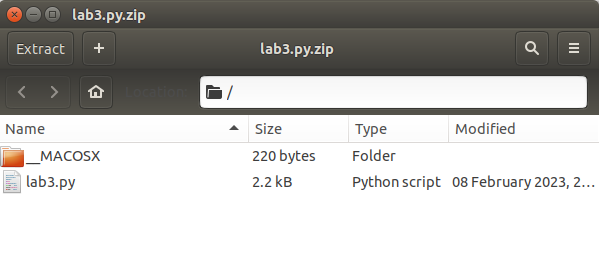 lab3.py.zip
Extract + lab3.py.zip
Location: /
Name Size Type Modified
__MACOSX 220 bytes Folder
lab3.py 2.2 kB Python script 08 February 2023, 2…